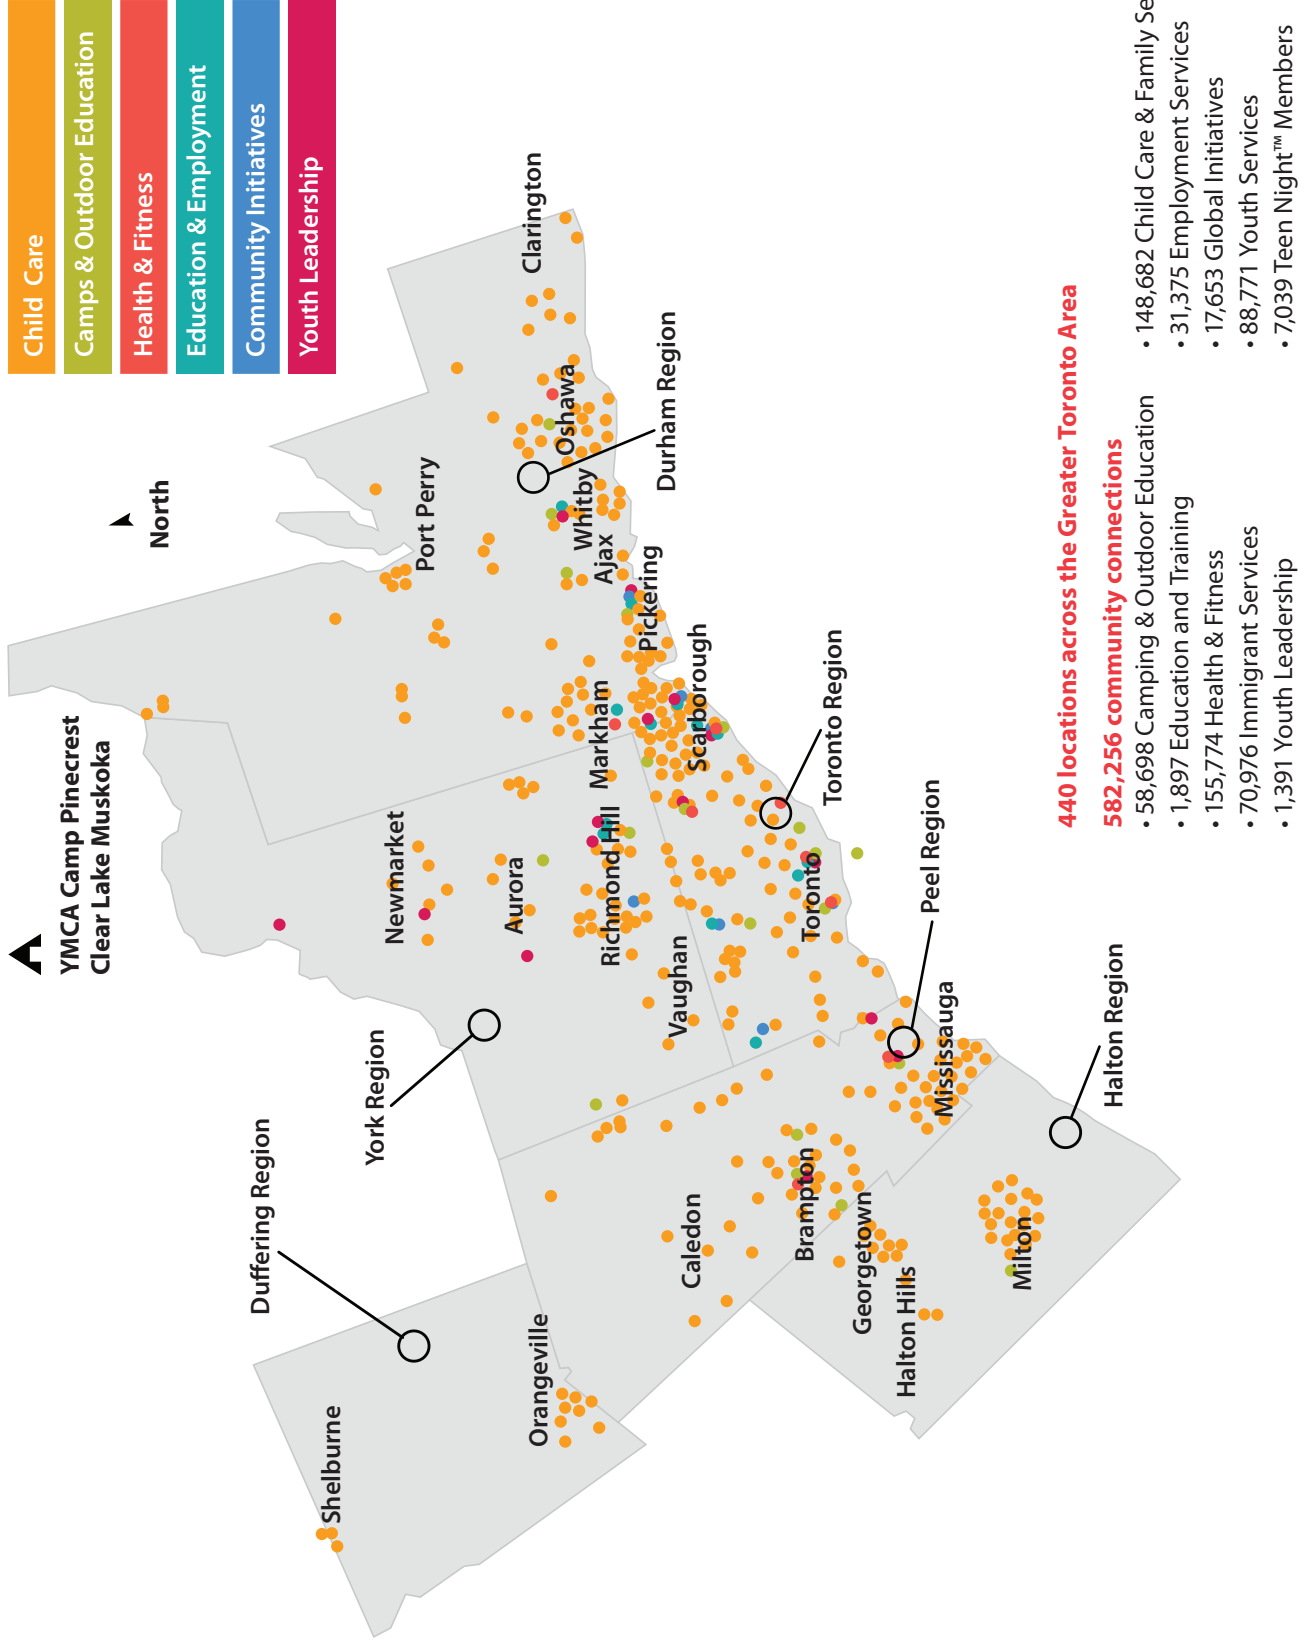 YMCA Camp Pinecrest
Clear Lake Muskoka
North
Child Care
Camps & Outdoor Education
Health & Fitness
Education & Employment
Community Initiatives
Youth Leadership
Shelburne
Duffering Region
York Region
Newmarket
Port Perry
Orangeville
Aurora
Clarington
Oshawa
Whitby
Ajax
Durham Region
Richmond Hill
Markham
Pickering
Caledon
Vaughan
Scarborough
Brampton
Toronto
Toronto Region
Georgetown
Halton Hills
Mississauga
Peel Region
Milton
Halton Region
440 locations across the Greater Toronto Area
582,256 community connections
• 58,698 Camping & Outdoor Education
• 1,897 Education and Training
• 155,774 Health & Fitness
• 70,976 Immigrant Services
• 1,391 Youth Leadership
• 148,682 Child Care & Family Se
• 31,375 Employment Services
• 17,653 Global Initiatives
• 88,771 Youth Services
• 7,039 Teen Night™ Members